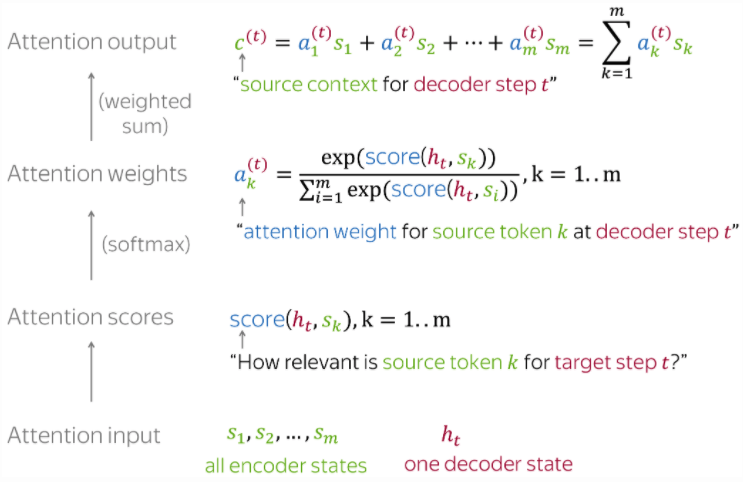 Attention output c^(t) = a_1^(t) s_1 + a_2^(t) s_2 + ⋯ + a_m^(t) s_m = ∑_{k=1}^{m} a_k^(t) s_k
"source context for decoder step t"
(weighted
sum)
Attention weights a_k^(t) = exp(score(h_t, s_k)) / ∑_{i=1}^{m} exp(score(h_t, s_i)), k = 1..m
"attention weight for source token k at decoder step t"
(softmax)
Attention scores score(h_t, s_k), k = 1..m
"How relevant is source token k for target step t?"
Attention input s_1, s_2, ..., s_m h_t
all encoder states one decoder state